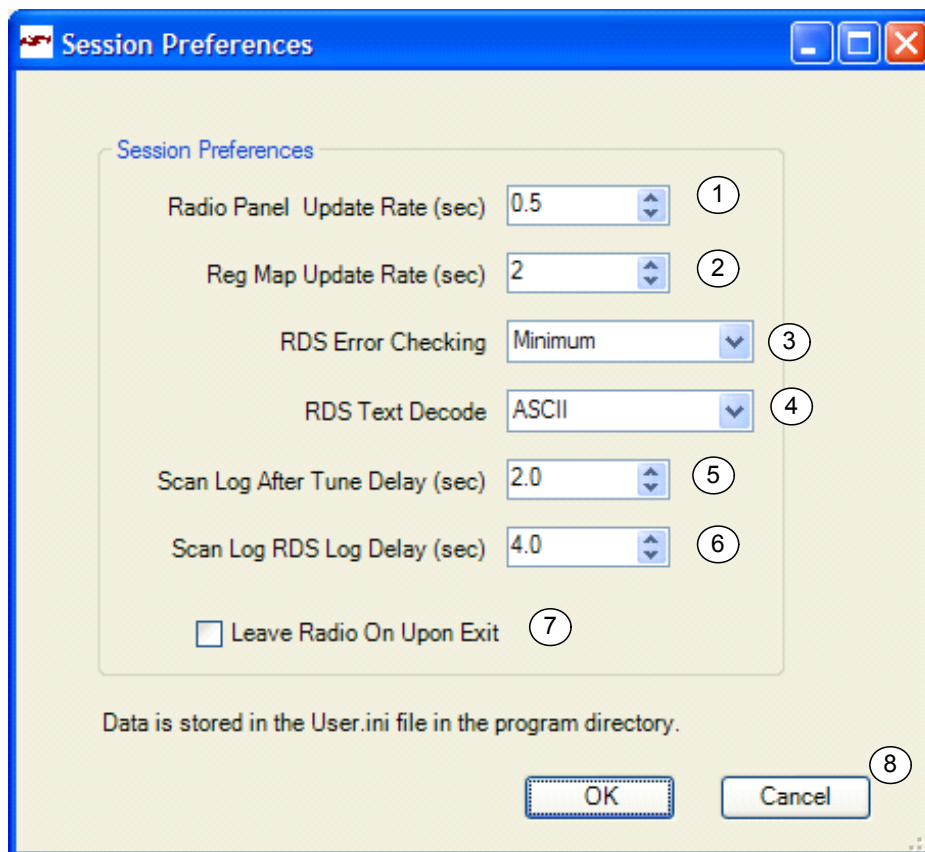 Session Preferences
Session Preferences
Radio Panel Update Rate (sec) 0.5 1
Reg Map Update Rate (sec) 2 2
RDS Error Checking Minimum 3
RDS Text Decode ASCII 4
Scan Log After Tune Delay (sec) 2.0 5
Scan Log RDS Log Delay (sec) 4.0 6
Leave Radio On Upon Exit 7
Data is stored in the User.ini file in the program directory.
8
OK Cancel